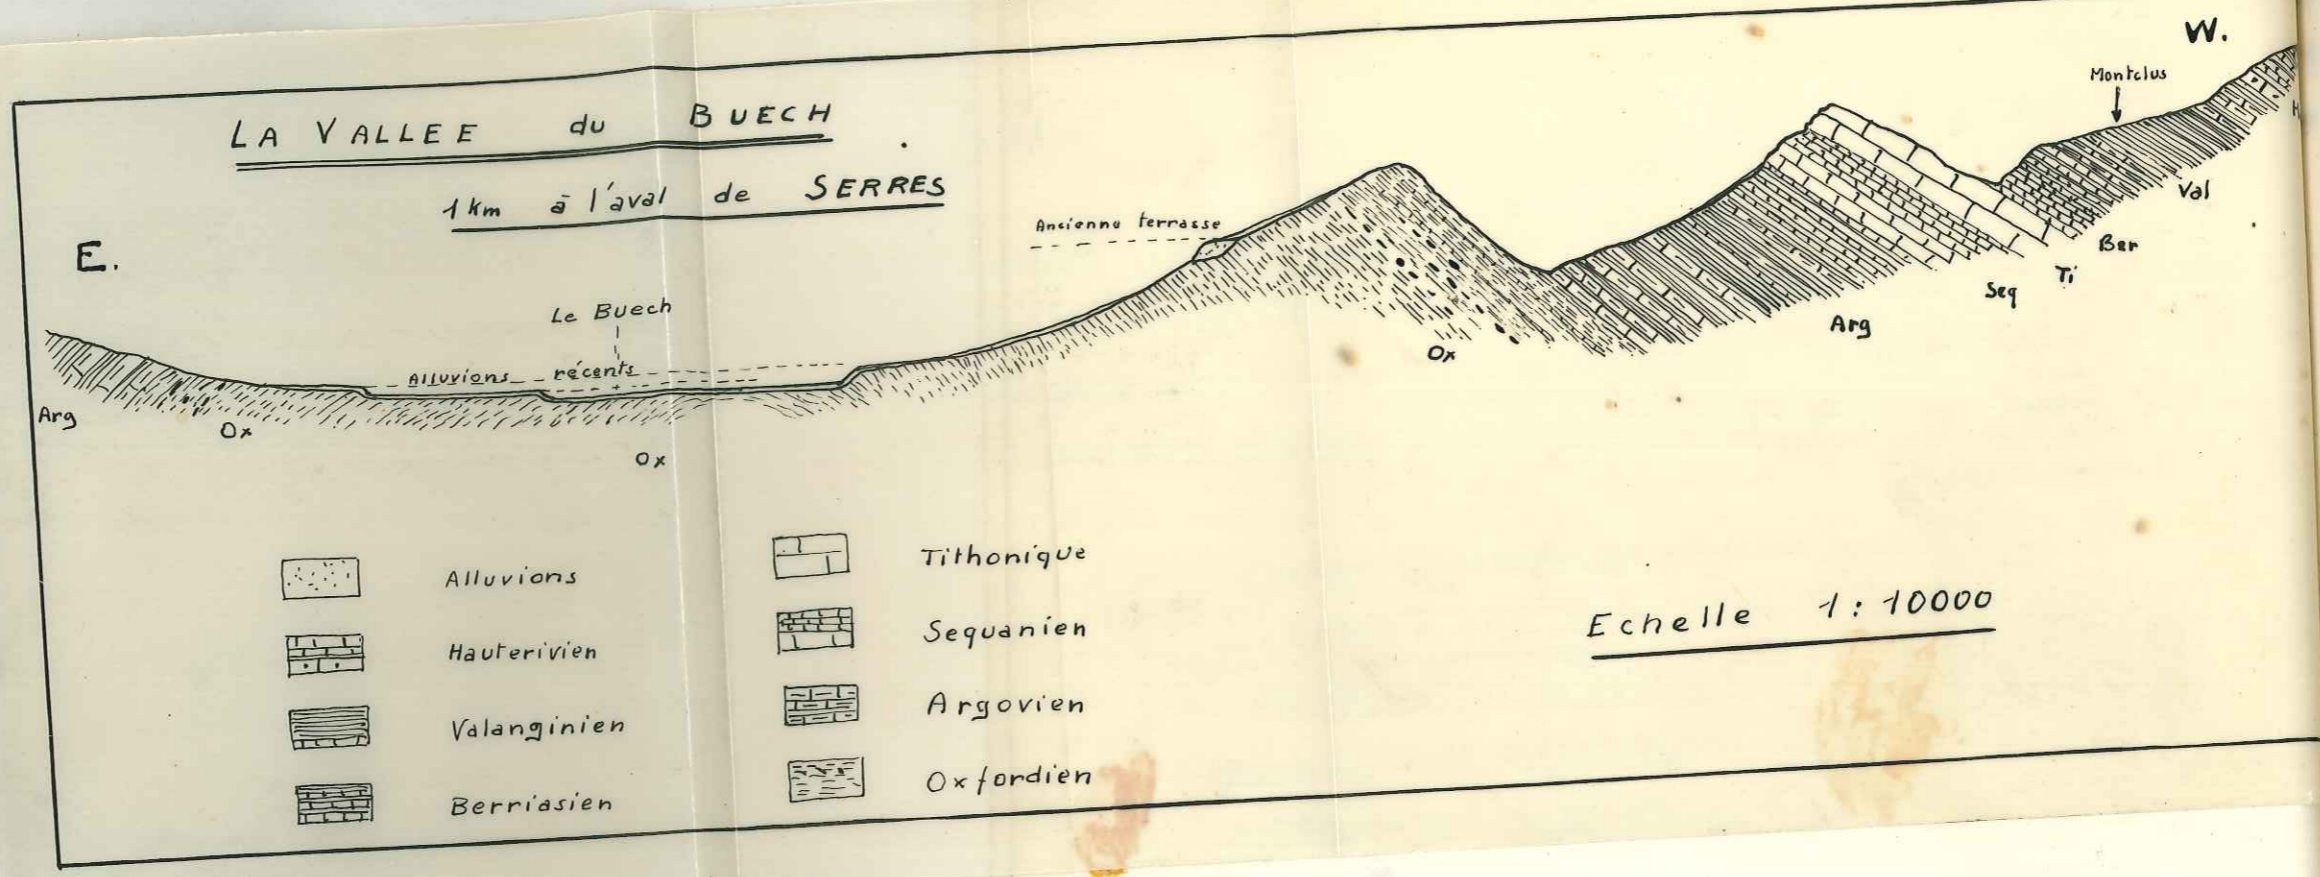 LA VALLEE du BUECH
1 km à l'aval de SERRES
E.
W.
Montclus
Ancienne terrasse
Le Buech
Alluvions récents
Arg
Ox
Ox
Ox
Arg
Seq
Ti
Ber
Val
H
Alluvions
Hauterivien
Valanginien
Berriasien
Tithonique
Sequanien
Argovien
Oxfordien
Echelle 1 : 10000